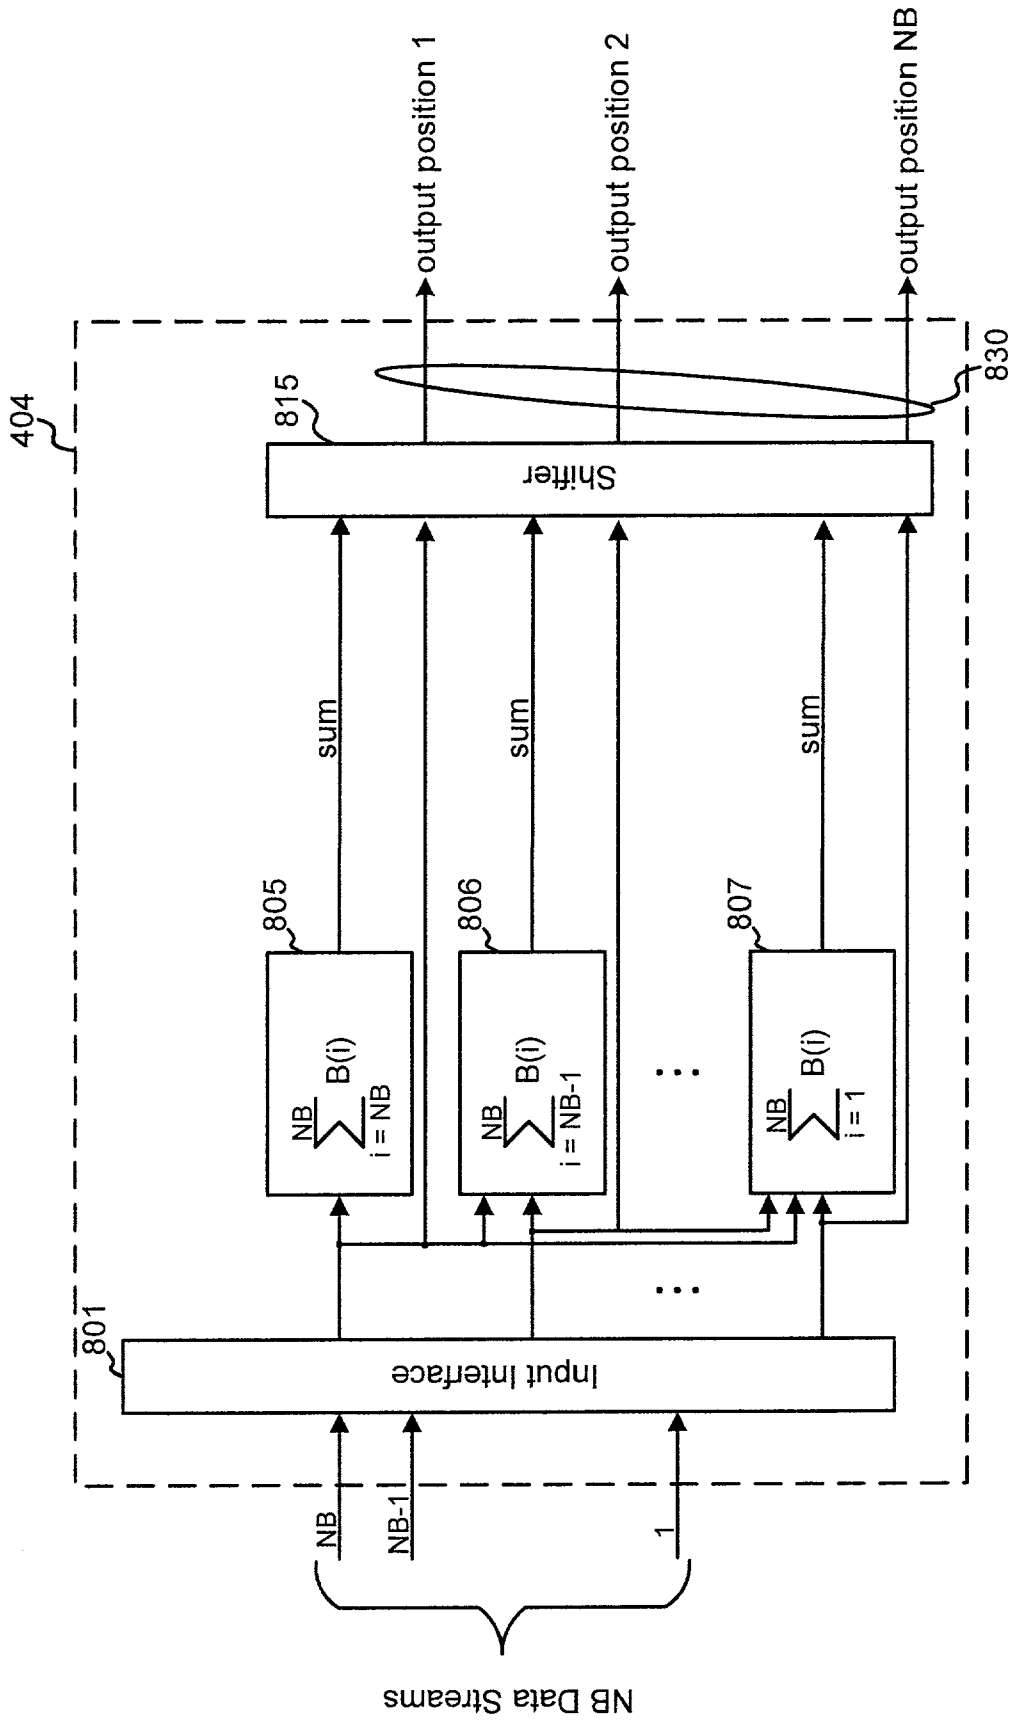 404
NB Data Streams
NB
NB-1
1
801
Input Interface
805
NB
∑ B(i)
i = NB
806
NB
∑ B(i)
i = NB-1
...
...
807
NB
∑ B(i)
i = 1
sum
sum
sum
815
Shifter
830
output position 1
output position 2
output position NB